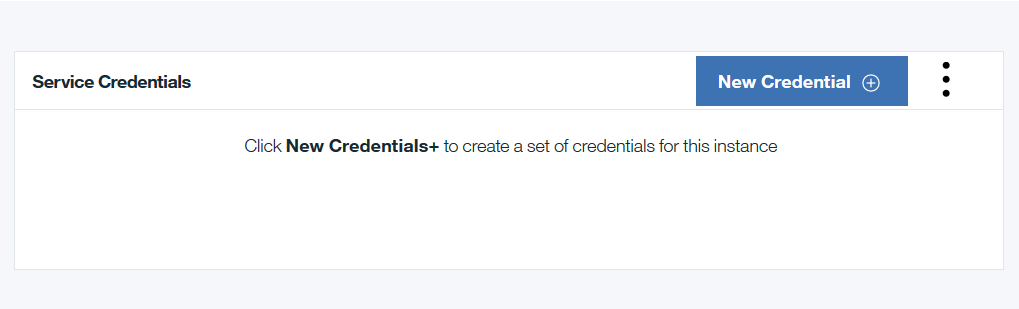 Service Credentials
New Credential
Click New Credentials+ to create a set of credentials for this instance